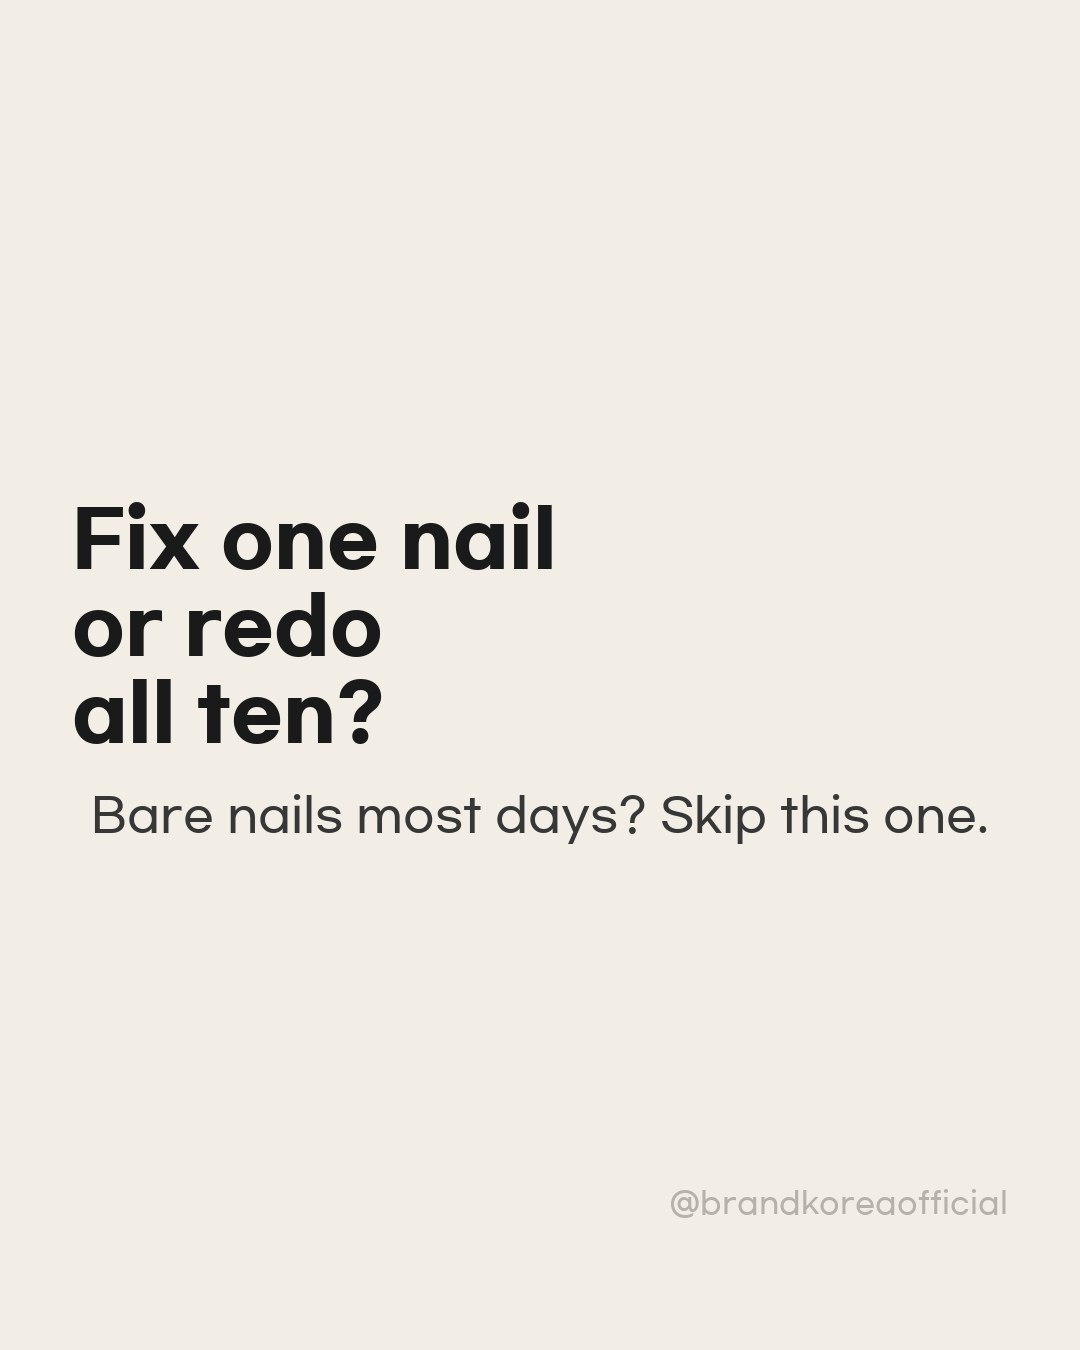 Fix one nail
or redo
all ten?
Bare nails most days? Skip this one.
@brandkoreaofficial